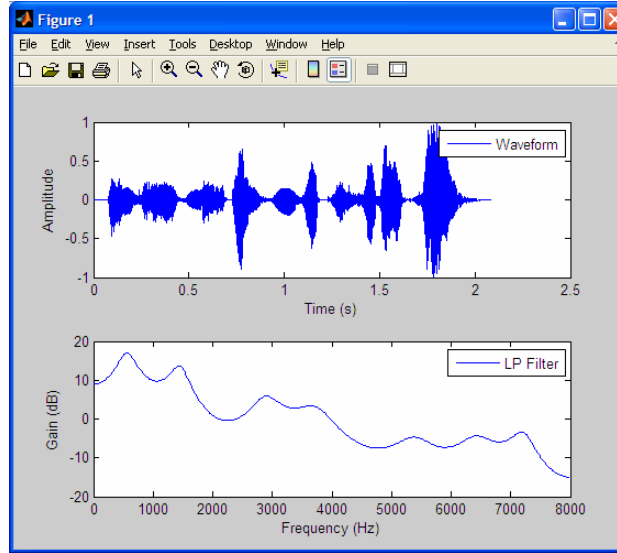 Figure 1
File Edit View Insert Tools Desktop Window Help
1
0.5
0
-0.5
-1
Amplitude
Waveform
0 0.5 1 1.5 2 2.5
Time (s)
20
10
0
-10
-20
Gain (dB)
LP Filter
0 1000 2000 3000 4000 5000 6000 7000 8000
Frequency (Hz)